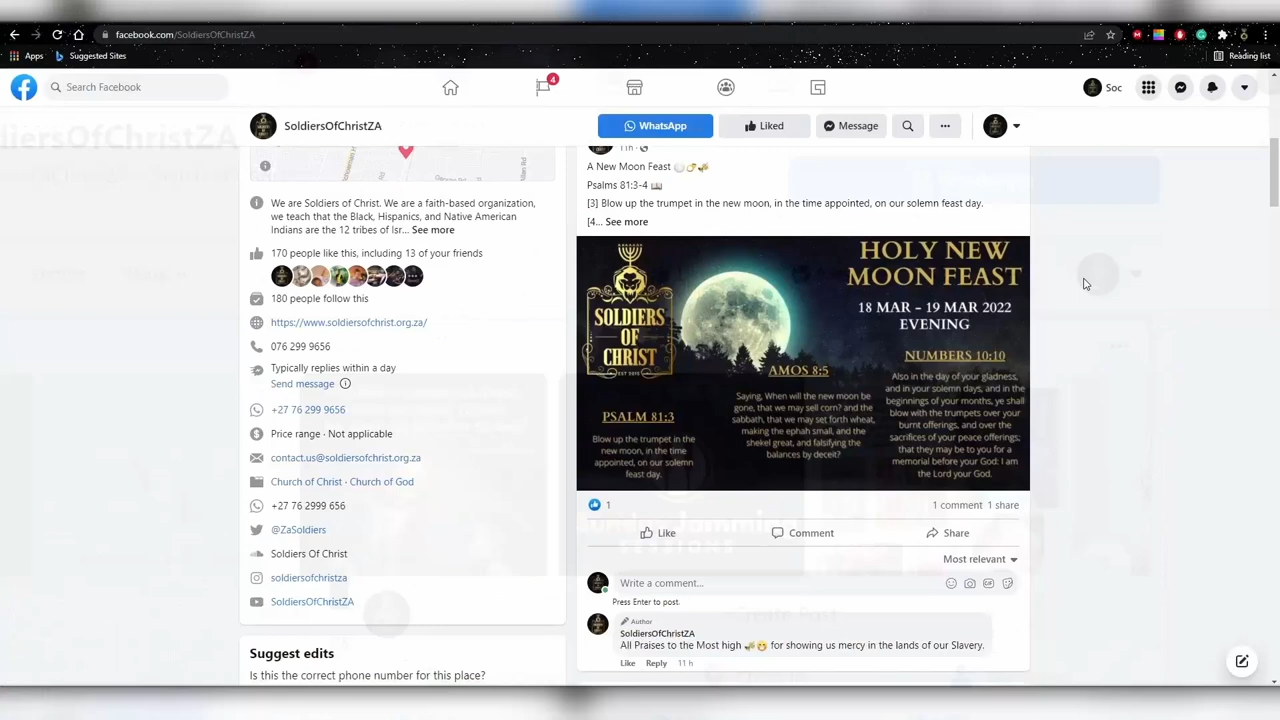 facebook.com/SoldiersOfChristZA
Apps
Suggested Sites
Reading list
Search Facebook
4
Soc
SoldiersOfChristZA
WhatsApp
Liked
Message
liersOfChristZA
We are Soldiers of Christ. We are a faith-based organization,
we teach that the Black, Hispanics, and Native American
Indians are the 12 tribes of Isr... See more
170 people like this, including 13 of your friends
180 people follow this
https://www.soldiersofchrist.org.za/
076 299 9656
Typically replies within a day
Send message
+27 76 299 9656
Price range · Not applicable
contact.us@soldiersofchrist.org.za
Church of Christ · Church of God
+27 76 2999 656
@ZaSoldiers
Soldiers Of Christ
soldiersofchristza
SoldiersOfChristZA
Suggest edits
Is this the correct phone number for this place?
11h ·
A New Moon Feast
Psalms 81:3-4
[3] Blow up the trumpet in the new moon, in the time appointed, on our solemn feast day.
[4... See more
SOLDIERS
OF
CHRIST
PSALM 81:3
Blow up the trumpet in the
new moon, in the time
appointed, on our solemn
feast day.
AMOS 8:5
Saying, When will the new moon be
gone, that we may sell corn? and the
sabbath, that we may set forth wheat,
making the ephah small, and the
shekel great, and falsifying the
balances by deceit?
HOLY NEW
MOON FEAST
18 MAR - 19 MAR 2022
EVENING
NUMBERS 10:10
Also in the day of your gladness,
and in your solemn days, and in
the beginnings of your months, ye shall
blow with the trumpets over your
burnt offerings, and over the
sacrifices of your peace offerings;
that they may be to you for a
memorial before your God: I am
the Lord your God.
1
1 comment 1 share
Like
Comment
Share
Most relevant
Write a comment...
Press Enter to post.
Author
SoldiersOfChristZA
All Praises to the Most high for showing us mercy in the lands of our Slavery.
Like Reply 11 h